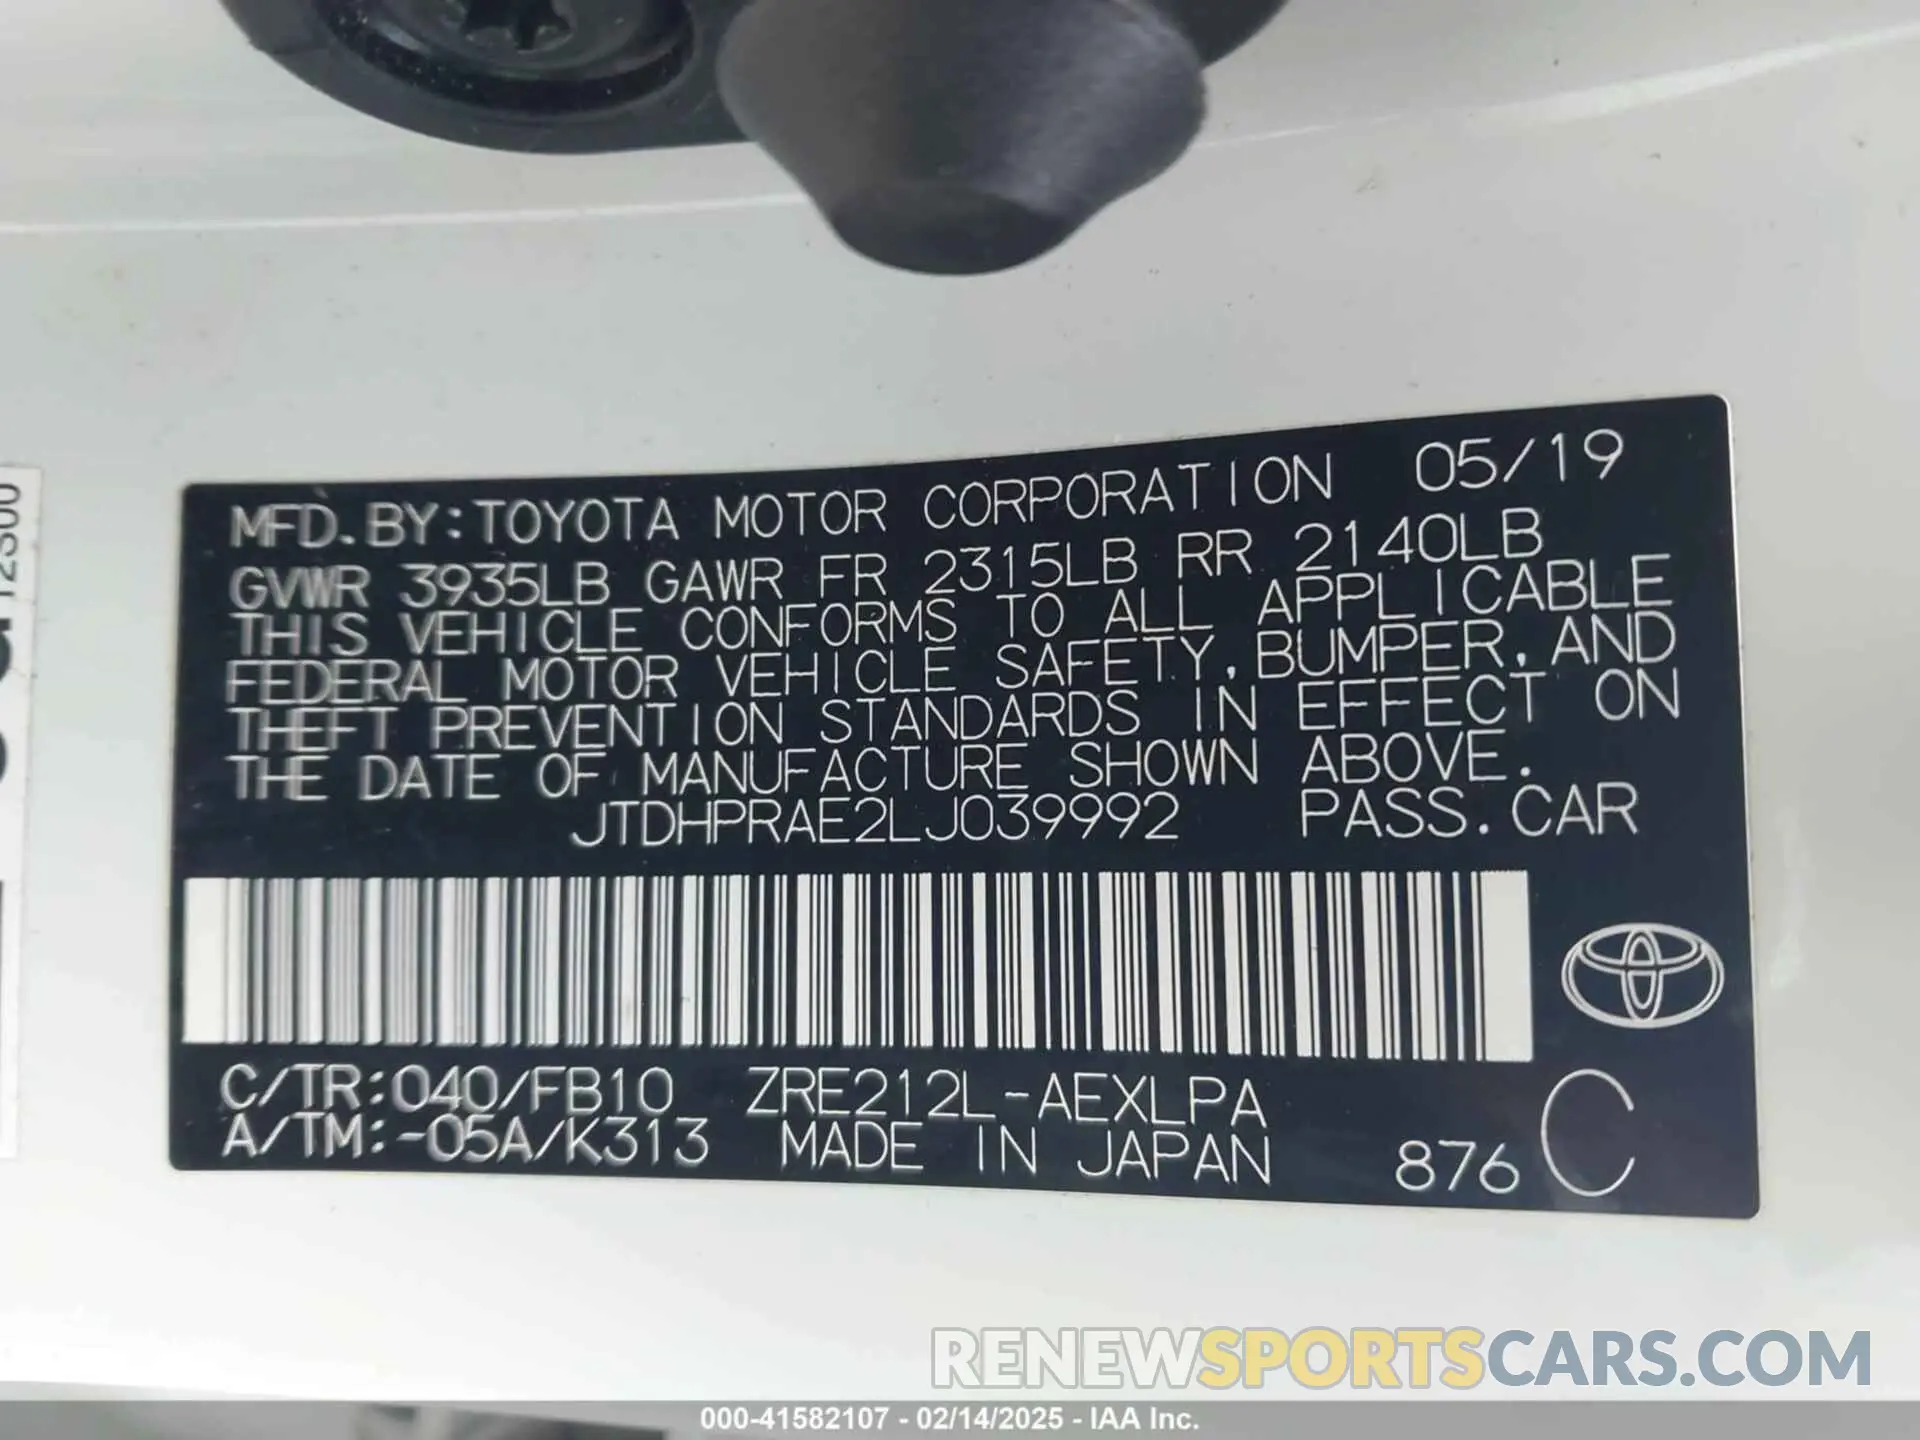 MFD. BY: TOYOTA MOTOR CORPORATION 05/19
GVWR 3935LB GAWR FR 2315LB RR 2140LB
THIS VEHICLE CONFORMS TO ALL APPLICABLE
FEDERAL MOTOR VEHICLE SAFETY, BUMPER, AND
THEFT PREVENTION STANDARDS IN EFFECT ON
THE DATE OF MANUFACTURE SHOWN ABOVE.
JTDHPRAE2LJ039992 PASS. CAR
C/TR: 040/FB10 ZRE212L-AEXLPA
A/TM: -05A/K313 MADE IN JAPAN 876 C
RENEWSPORTSCARS.COM
000-41582107 - 02/14/2025 - IAA Inc.